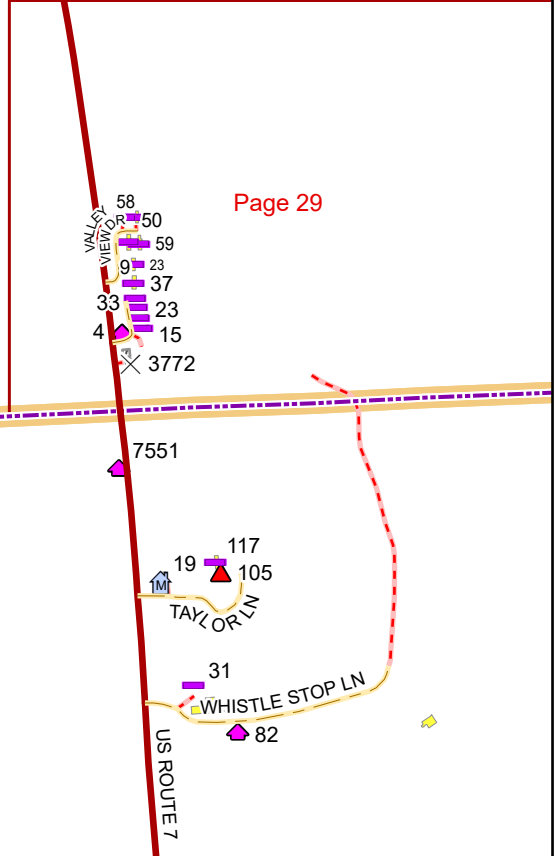 58
Page 29
VALLEY
VIEW DR
50
59
9
23
37
33
23
4
15
3772
7551
117
19
105
M
TAYLOR LN
31
WHISTLE STOP LN
82
US ROUTE 7